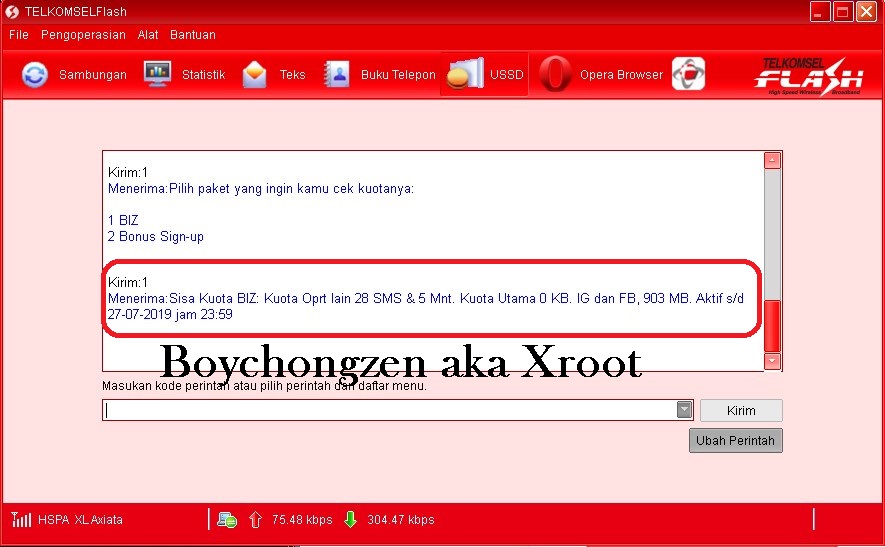 TELKOMSELFlash
File Pengoperasian Alat Bantuan
Sambungan Statistik Teks Buku Telepon USSD Opera Browser
TELKOMSEL
FLASH
High Speed Wireless Broadband
Kirim:1
Menerima:Pilih paket yang ingin kamu cek kuotanya:
1 BIZ
2 Bonus Sign-up
Kirim:1
Menerima:Sisa Kuota BIZ: Kuota Oprt lain 28 SMS & 5 Mnt. Kuota Utama 0 KB. IG dan FB, 903 MB. Aktif s/d
27-07-2019 jam 23:59
Boychongzen aka Xroot
Masukan kode perintah atau pilih perintah dari daftar menu.
Kirim
Ubah Perintah
HSPA XL Axiata 75.48 kbps 304.47 kbps